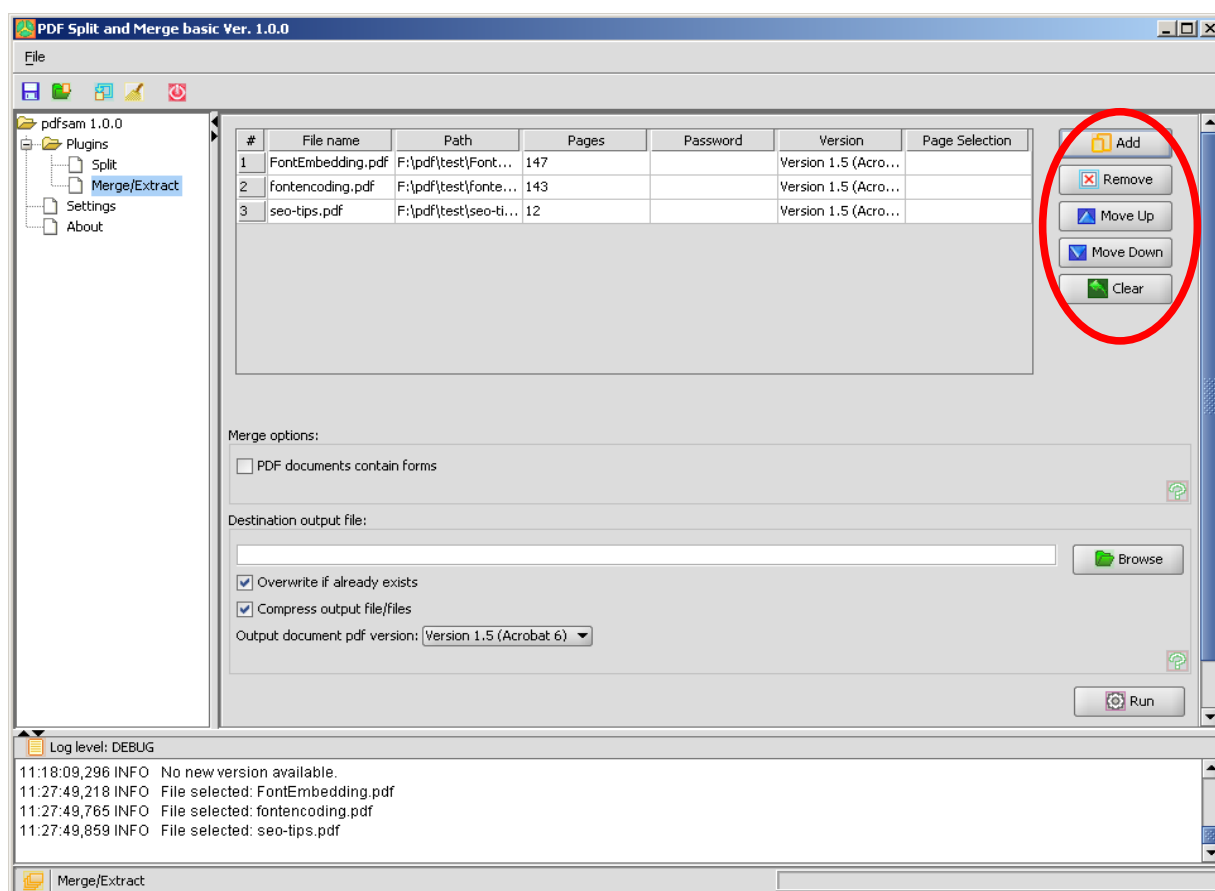 PDF Split and Merge basic Ver. 1.0.0
File
pdfsam 1.0.0
Plugins
Split
Merge/Extract
Settings
About
# File name Path Pages Password Version Page Selection
1 FontEmbedding.pdf F:\pdf\test\Font... 147 Version 1.5 (Acro...
2 fontencoding.pdf F:\pdf\test\fonte... 143 Version 1.5 (Acro...
3 seo-tips.pdf F:\pdf\test\seo-ti... 12 Version 1.5 (Acro...
Add
Remove
Move Up
Move Down
Clear
Merge options:
PDF documents contain forms
Destination output file:
Browse
Overwrite if already exists
Compress output file/files
Output document pdf version: Version 1.5 (Acrobat 6)
Run
Log level: DEBUG
11:18:09,296 INFO No new version available.
11:27:49,218 INFO File selected: FontEmbedding.pdf
11:27:49,765 INFO File selected: fontencoding.pdf
11:27:49,859 INFO File selected: seo-tips.pdf
Merge/Extract